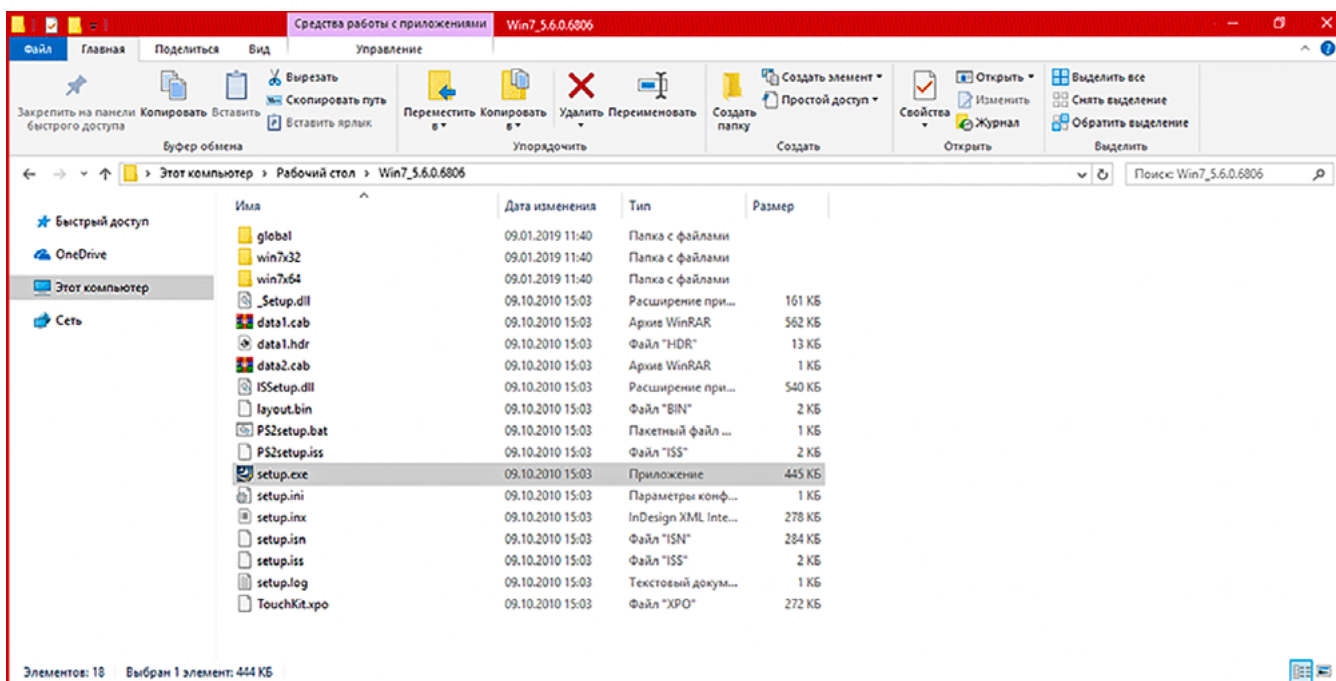 Средства работы с приложениями Win7_5.6.0.6806
Файл Главная Поделиться Вид Управление
Закрепить на панели быстрого доступа
Копировать
Вставить
Вырезать
Скопировать путь
Вставить ярлык
Буфер обмена
Переместить в
Копировать в
Удалить
Переименовать
Упорядочить
Создать папку
Создать элемент
Простой доступ
Создать
Свойства
Открыть
Изменить
Журнал
Открыть
Выделить все
Снять выделение
Обратить выделение
Выделить
Этот компьютер > Рабочий стол > Win7_5.6.0.6806 Поиск: Win7_5.6.0.6806
Быстрый доступ
OneDrive
Этот компьютер
Сеть
Имя Дата изменения Тип Размер
global 09.01.2019 11:40 Папка с файлами
win7x32 09.01.2019 11:40 Папка с файлами
win7x64 09.01.2019 11:40 Папка с файлами
_Setup.dll 09.10.2010 15:03 Расширение при... 161 КБ
data1.cab 09.10.2010 15:03 Архив WinRAR 562 КБ
data1.hdr 09.10.2010 15:03 Файл "HDR" 13 КБ
data2.cab 09.10.2010 15:03 Архив WinRAR 1 КБ
ISSetup.dll 09.10.2010 15:03 Расширение при... 540 КБ
layout.bin 09.10.2010 15:03 Файл "BIN" 2 КБ
PS2setup.bat 09.10.2010 15:03 Пакетный файл ... 1 КБ
PS2setup.iss 09.10.2010 15:03 Файл "ISS" 2 КБ
setup.exe 09.10.2010 15:03 Приложение 445 КБ
setup.ini 09.10.2010 15:03 Параметры конф... 1 КБ
setup.inx 09.10.2010 15:03 InDesign XML Inte... 278 КБ
setup.isn 09.10.2010 15:03 Файл "ISN" 284 КБ
setup.iss 09.10.2010 15:03 Файл "ISS" 2 КБ
setup.log 09.10.2010 15:03 Текстовый докум... 1 КБ
TouchKit.xpo 09.10.2010 15:03 Файл "XPO" 272 КБ
Элементов: 18 Выбран 1 элемент: 444 КБ